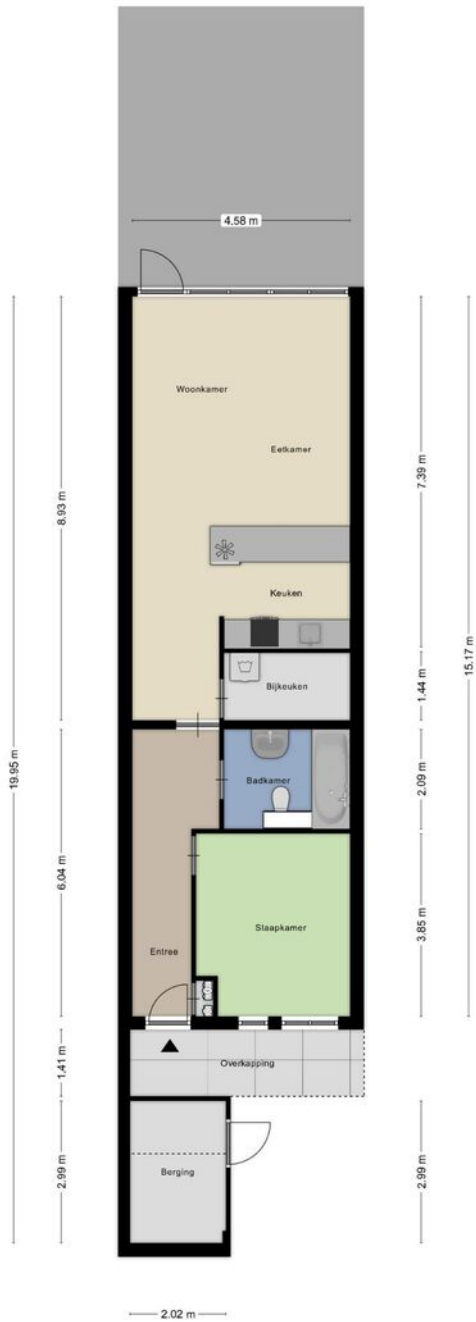 4.58 m
Woonkamer
Eetkamer
7.39 m
8.93 m
Keuken
15.17 m
Bijkeuken
1.44 m
19.95 m
Badkamer
2.09 m
6.04 m
Slaapkamer
3.85 m
Entree
Overkapping
1.41 m
Berging
2.99 m
2.99 m
2.02 m